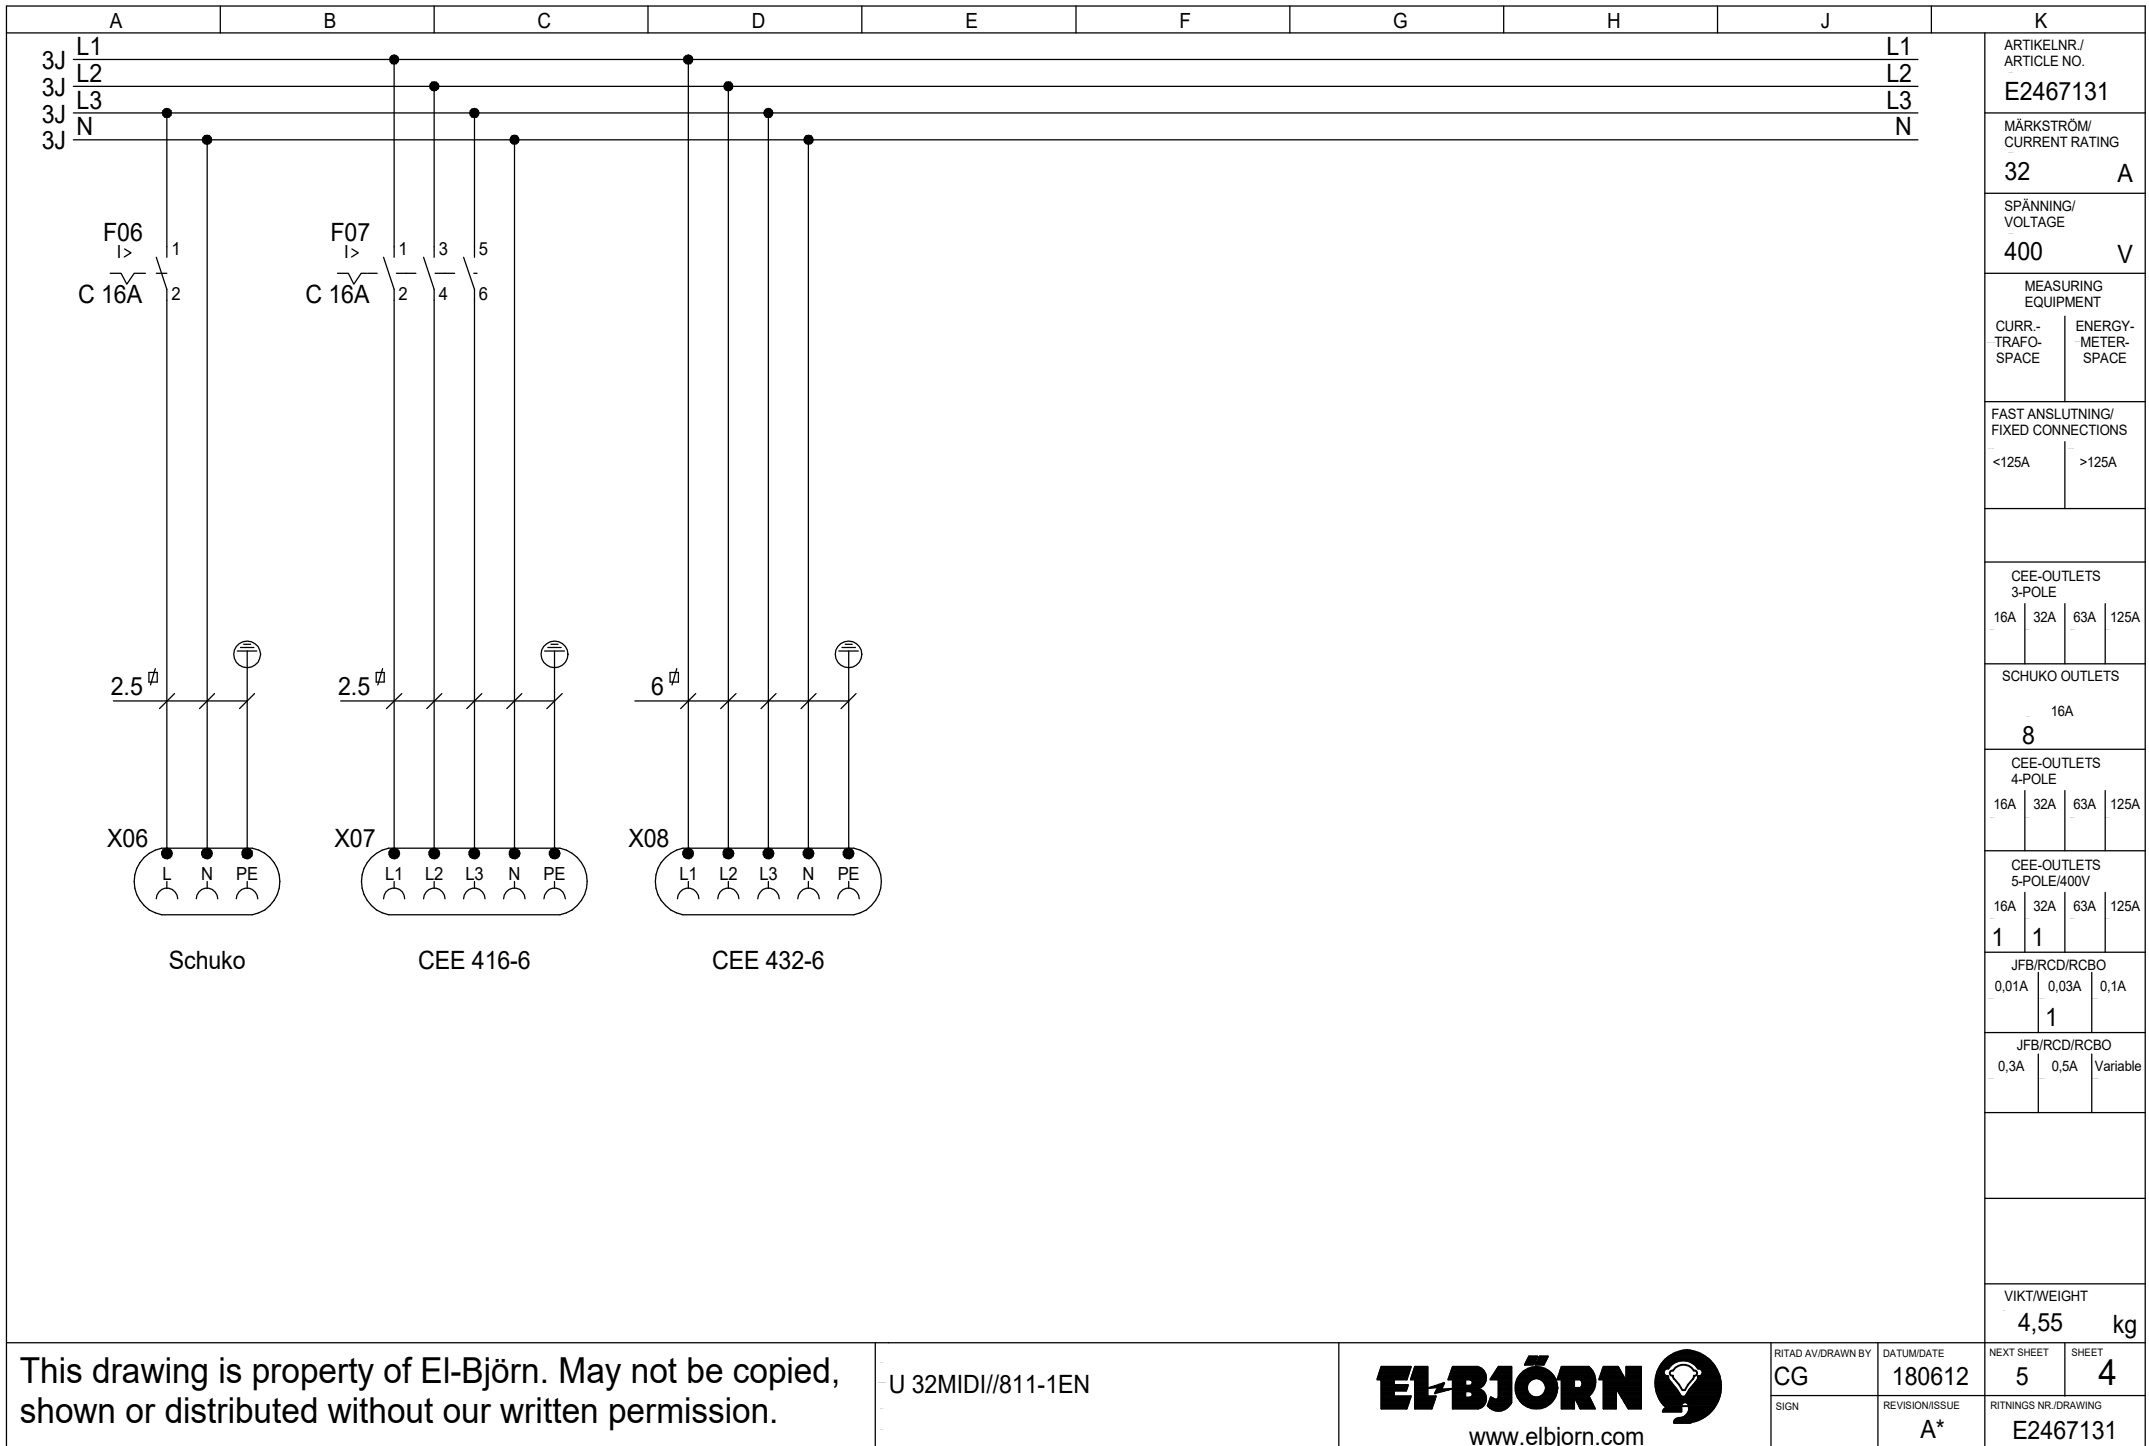 A B C D E F G H J K
3J L1 L1
3J L2 L2
3J L3 L3
3J N N
F06
I>
C 16A
1
2
F07
I>
C 16A
1 3 5
2 4 6
2.5
2.5
6
X06
L N PE
Schuko
X07
L1 L2 L3 N PE
CEE 416-6
X08
L1 L2 L3 N PE
CEE 432-6
ARTIKELNR./
ARTICLE NO.
E2467131
MÄRKSTRÖM/
CURRENT RATING
32 A
SPÄNNING/
VOLTAGE
400 V
MEASURING
EQUIPMENT
CURR.-
TRAFO-
SPACE
ENERGY-
METER-
SPACE
FAST ANSLUTNING/
FIXED CONNECTIONS
<125A >125A
CEE-OUTLETS
3-POLE
16A 32A 63A 125A
SCHUKO OUTLETS
16A
8
CEE-OUTLETS
4-POLE
16A 32A 63A 125A
CEE-OUTLETS
5-POLE/400V
16A 32A 63A 125A
1 1
JFB/RCD/RCBO
0,01A 0,03A 0,1A
1
JFB/RCD/RCBO
0,3A 0,5A Variable
VIKT/WEIGHT
4,55 kg
This drawing is property of El-Björn. May not be copied,
shown or distributed without our written permission.
U 32MIDI//811-1EN
EL-BJÖRN
www.elbjorn.com
RITAD AV/DRAWN BY
CG
DATUM/DATE
180612
NEXT SHEET
5
SHEET
4
SIGN
REVISION/ISSUE
A*
RITNINGS NR./DRAWING
E2467131